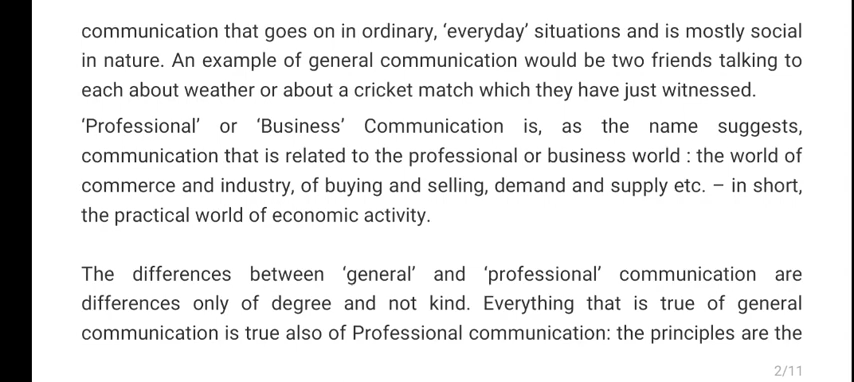 communication that goes on in ordinary, ‘everyday’ situations and is mostly social
in nature. An example of general communication would be two friends talking to
each about weather or about a cricket match which they have just witnessed.
‘Professional’ or ‘Business’ Communication is, as the name suggests,
communication that is related to the professional or business world : the world of
commerce and industry, of buying and selling, demand and supply etc. – in short,
the practical world of economic activity.
The differences between ‘general’ and ‘professional’ communication are
differences only of degree and not kind. Everything that is true of general
communication is true also of Professional communication: the principles are the
2/11